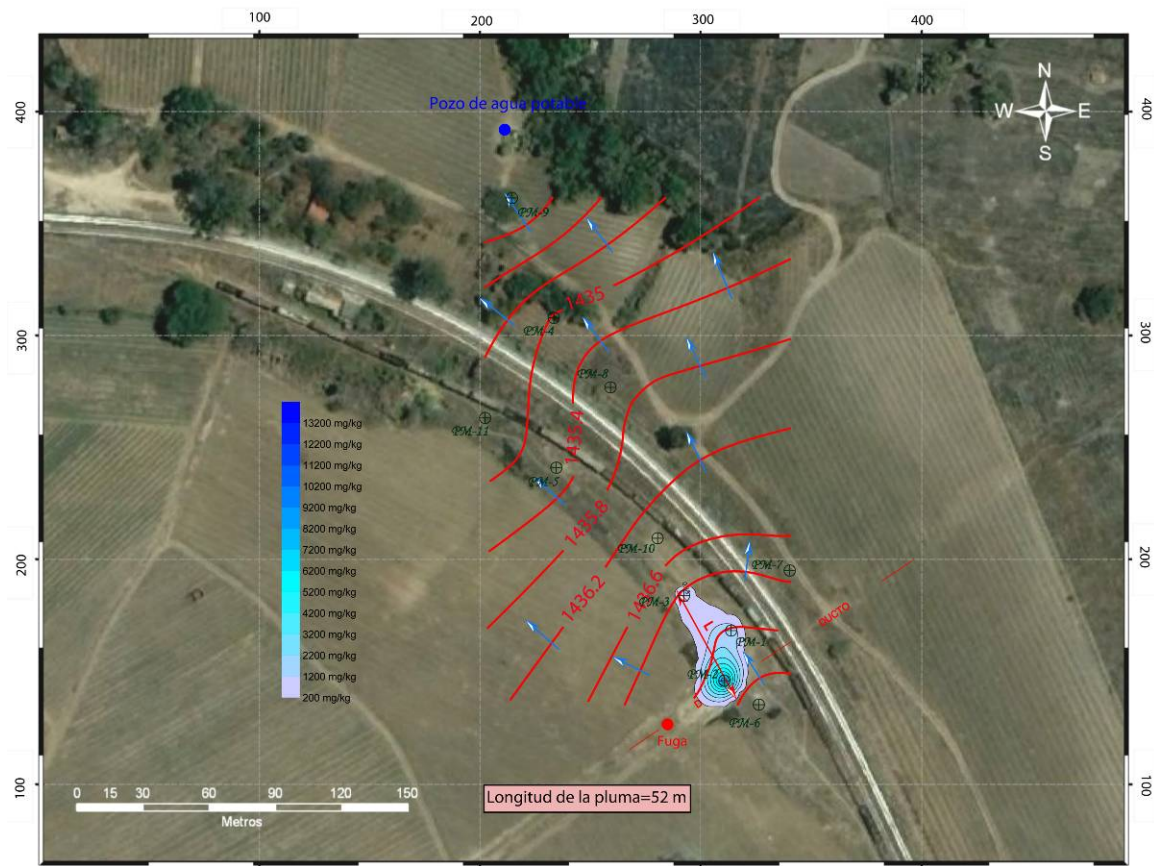 100 200 300 400
Pozo de agua potable
N
W E
S
400 400
PM-9
1435
PM-4
300 300
PM-8
PM-11
1435.4
PM-5
13200 mg/kg
12200 mg/kg
11200 mg/kg
10200 mg/kg
9200 mg/kg
8200 mg/kg
7200 mg/kg
6200 mg/kg
5200 mg/kg
4200 mg/kg
3200 mg/kg
2200 mg/kg
1200 mg/kg
200 mg/kg
1435.8
PM-10
200 200
PM-7
1436.2
1436.6
PM-3
DUCTO
L
PM-1
PM-2
PM-6
Fuga
100 100
0 15 30 60 90 120 150
Metros
Longitud de la pluma=52 m